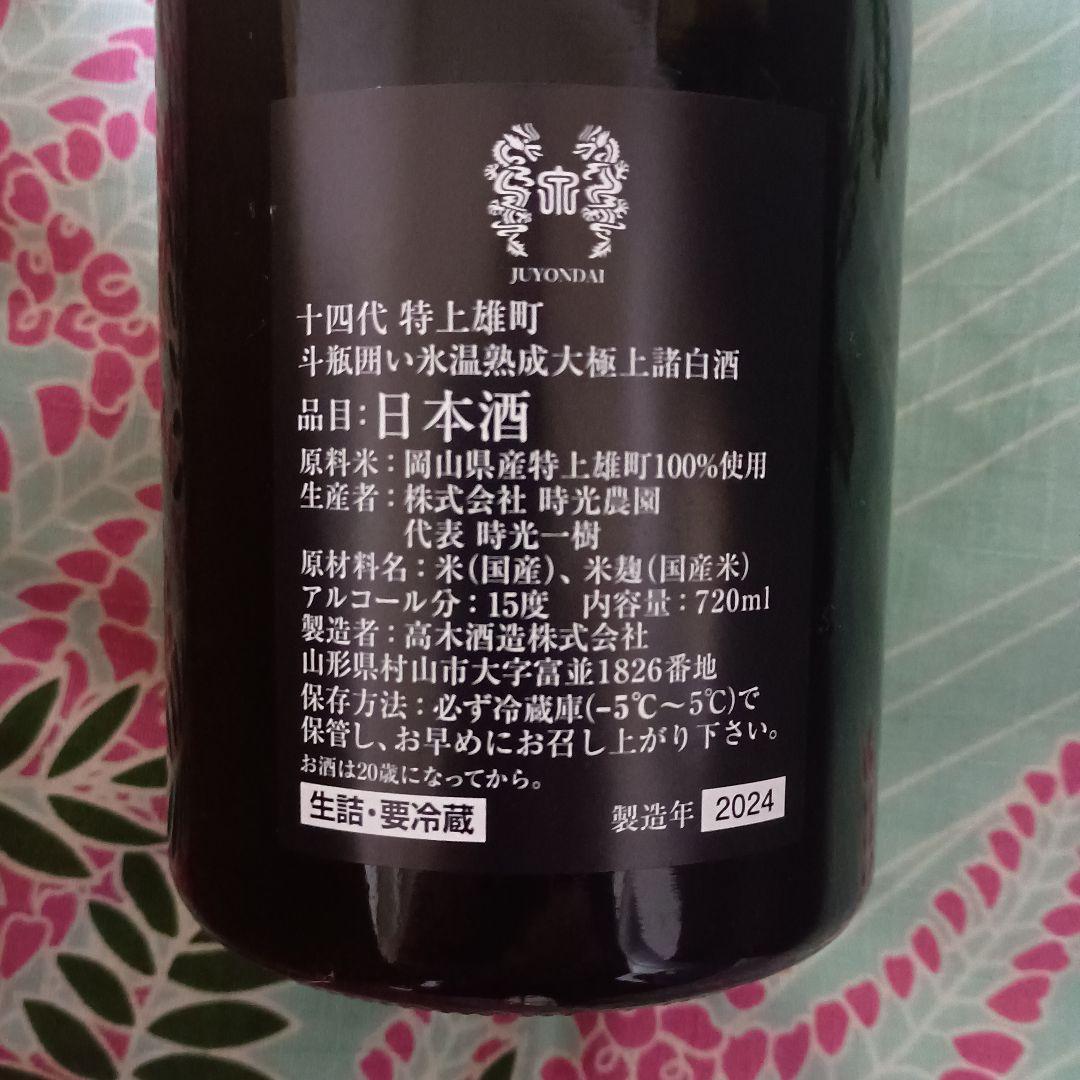 JUYONDAI
十四代 特上雄町
斗瓶囲い氷温熟成大極上諸白酒
品目：日本酒
原料米：岡山県産特上雄町100%使用
生産者：株式会社 時光農園
代表 時光一樹
原材料名：米（国産）、米麹（国産米）
アルコール分：15度 内容量：720ml
製造者：高木酒造株式会社
山形県村山市大字富並1826番地
保存方法：必ず冷蔵庫(-5℃～5℃)で
保管し、お早めにお召し上がり下さい。
お酒は20歳になってから。
生詰・要冷蔵 製造年 2024